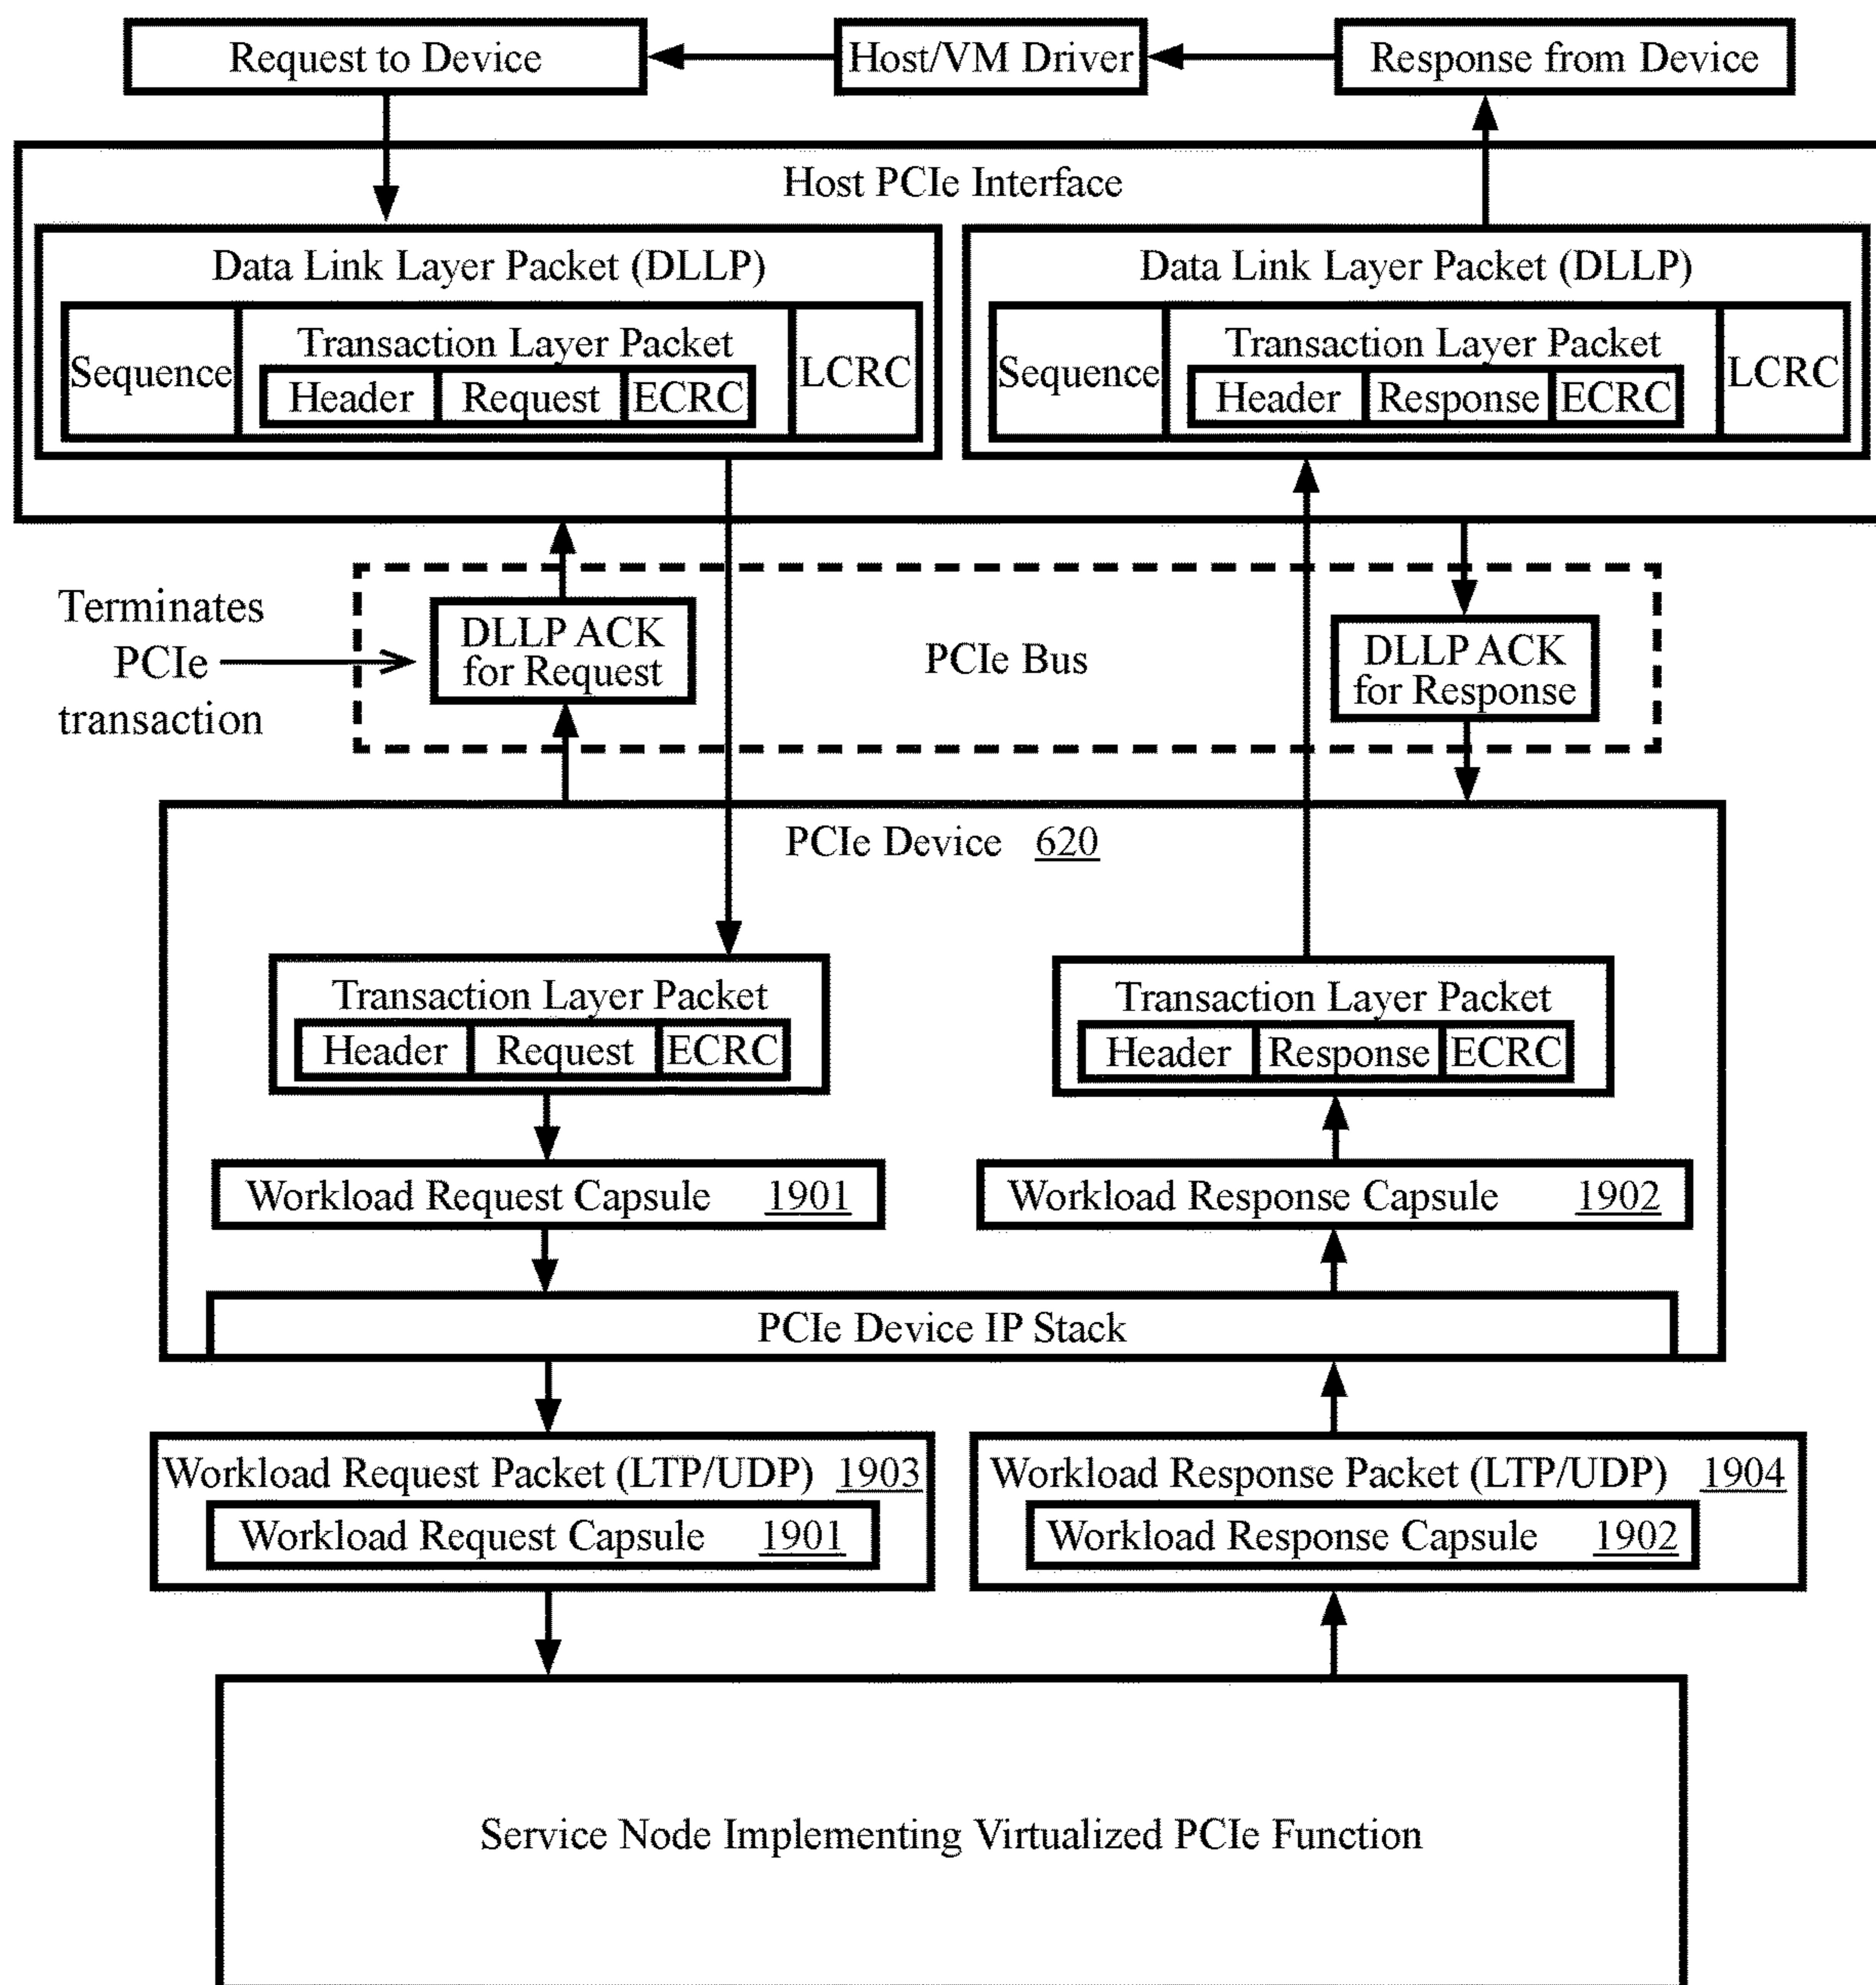 Request to Device
Host/VM Driver
Response from Device
Host PCIe Interface
Data Link Layer Packet (DLLP)
Sequence
Transaction Layer Packet
Header
Request
ECRC
LCRC
Data Link Layer Packet (DLLP)
Sequence
Transaction Layer Packet
Header
Response
ECRC
LCRC
Terminates
PCIe
transaction
DLLP ACK
for Request
PCIe Bus
DLLP ACK
for Response
PCIe Device 620
Transaction Layer Packet
Header
Request
ECRC
Transaction Layer Packet
Header
Response
ECRC
Workload Request Capsule 1901
Workload Response Capsule 1902
PCIe Device IP Stack
Workload Request Packet (LTP/UDP) 1903
Workload Request Capsule 1901
Workload Response Packet (LTP/UDP) 1904
Workload Response Capsule 1902
Service Node Implementing Virtualized PCIe Function